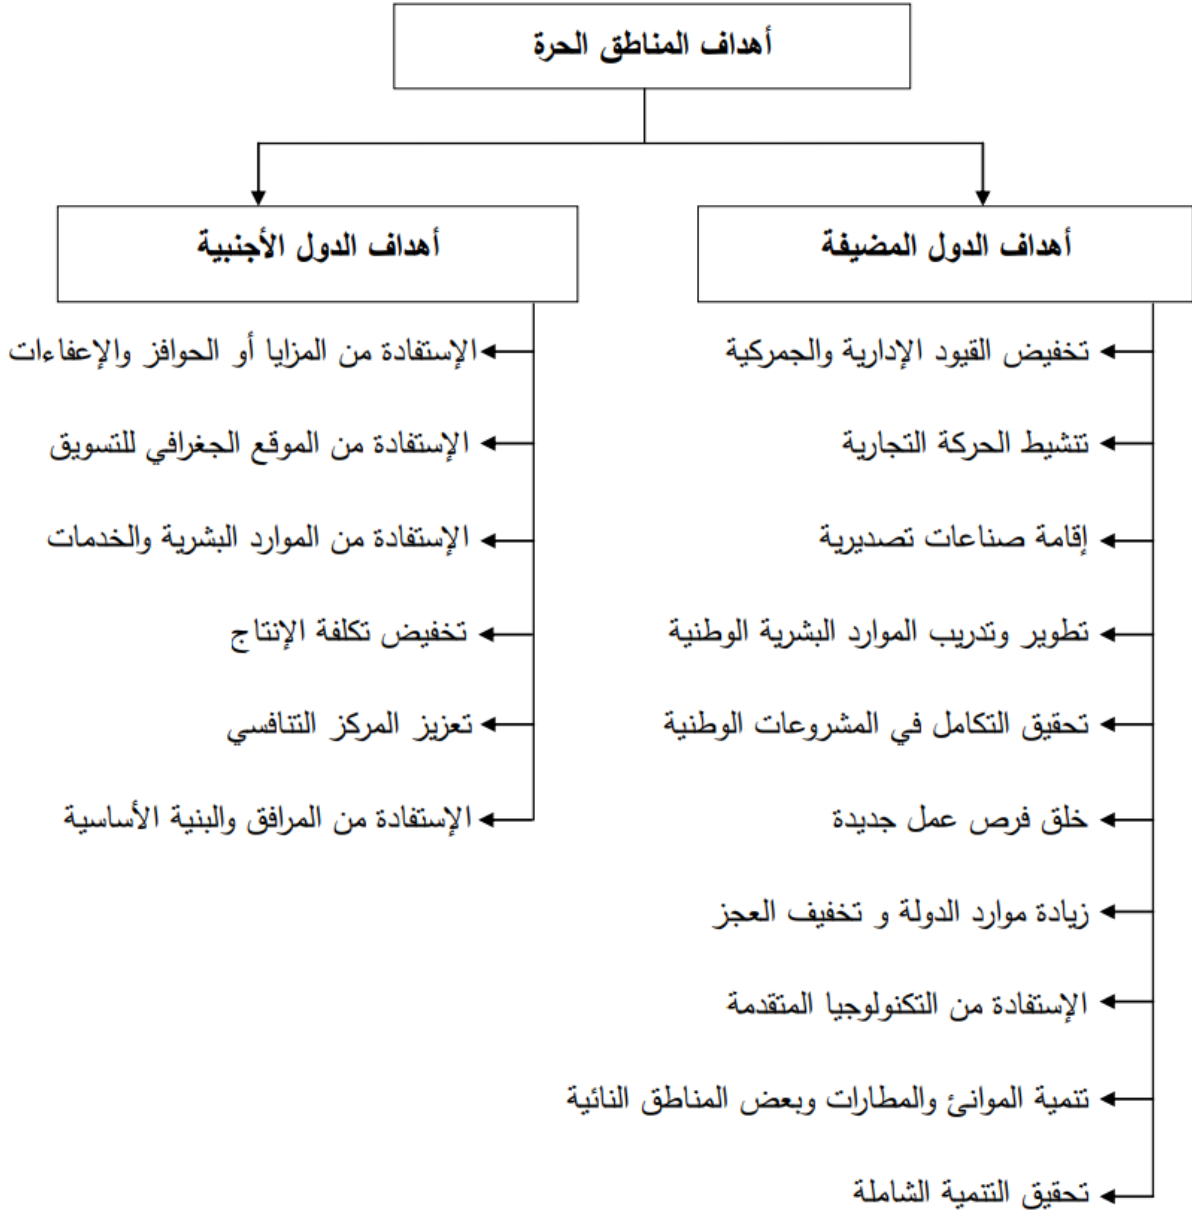 أهداف المناطق الحرة
أهداف الدول المضيفة
تخفيض القيود الإدارية والجمركية
تتشيط الحركة التجارية
إقامة صناعات تصديرية
تطوير وتدريب الموارد البشرية الوطنية
تحقيق التكامل في المشروعات الوطنية
خلق فرص عمل جديدة
زيادة موارد الدولة و تخفيف العجز
الإستفادة من التكنولوجيا المتقدمة
تتمية الموانئ والمطارات وبعض المناطق النائية
تحقيق التتمية الشاملة
أهداف الدول الأجنبية
الإستفادة من المزايا أو الحوافز والإعفاءات
الإستفادة من الموقع الجغرافي للتسويق
الإستفادة من الموارد البشرية والخدمات
تخفيض تكلفة الإنتاج
تعزيز المركز التنافسي
الإستفادة من المرافق والبنية الأساسية